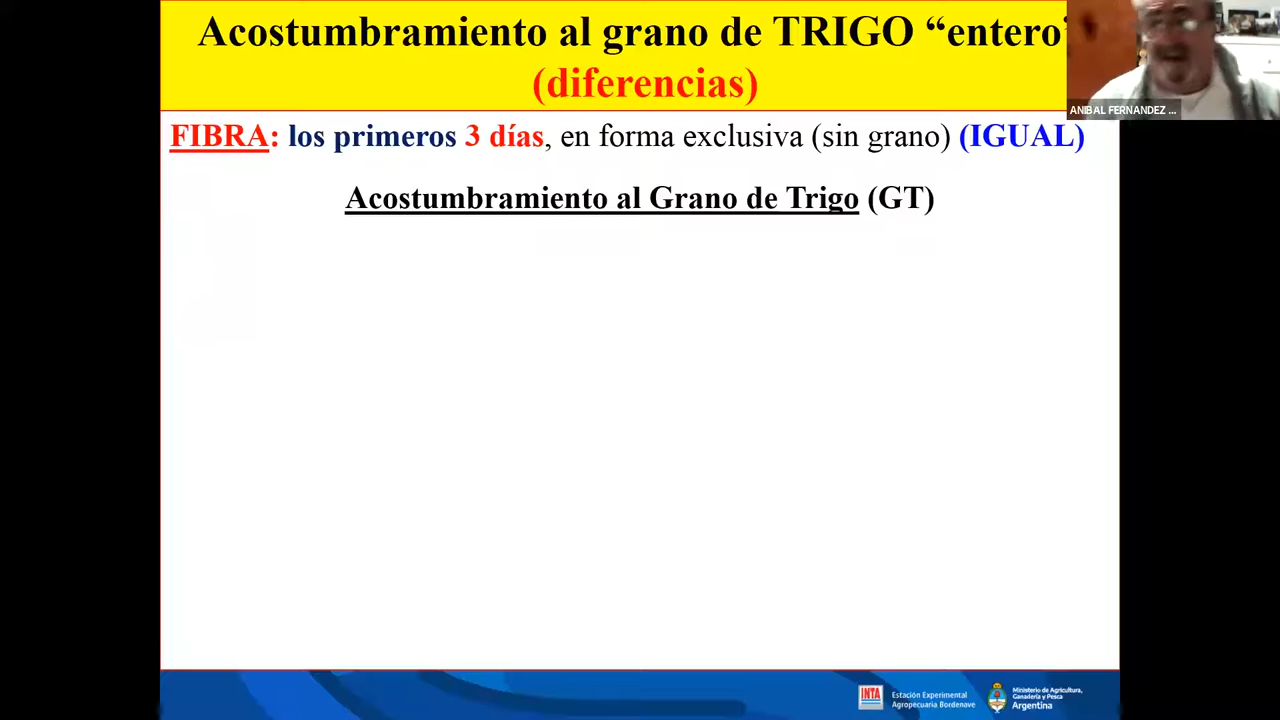 Acostumbramiento al grano de TRIGO “entero”
(diferencias)
ANIBAL FERNANDEZ ...
FIBRA: los primeros 3 días, en forma exclusiva (sin grano) (IGUAL)
Acostumbramiento al Grano de Trigo (GT)
INTA
Estación Experimental
Agropecuaria Bordenave
Ministerio de Agricultura,
Ganadería y Pesca
Argentina